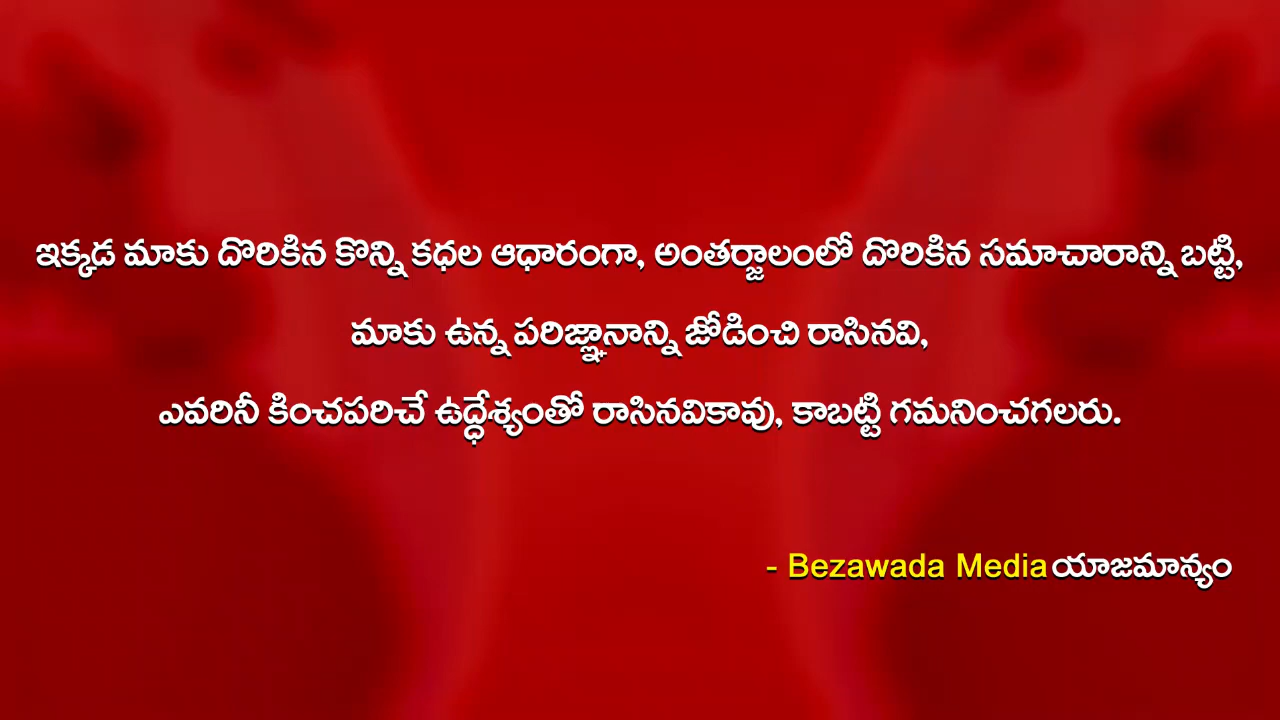 ఇక్కడ మాకు దొరికిన కొన్ని కధల ఆధారంగా, అంతర్జాలంలో దొరికిన సమాచారాన్ని బట్టి,
మాకు ఉన్న పరిజ్ఞానాన్ని జోడించి రాసినవి,
ఎవరినీ కించపరిచే ఉద్ధేశ్యంతో రాసినవికావు, కాబట్టి గమనించగలరు.
- Bezawada Media యాజమాన్యం